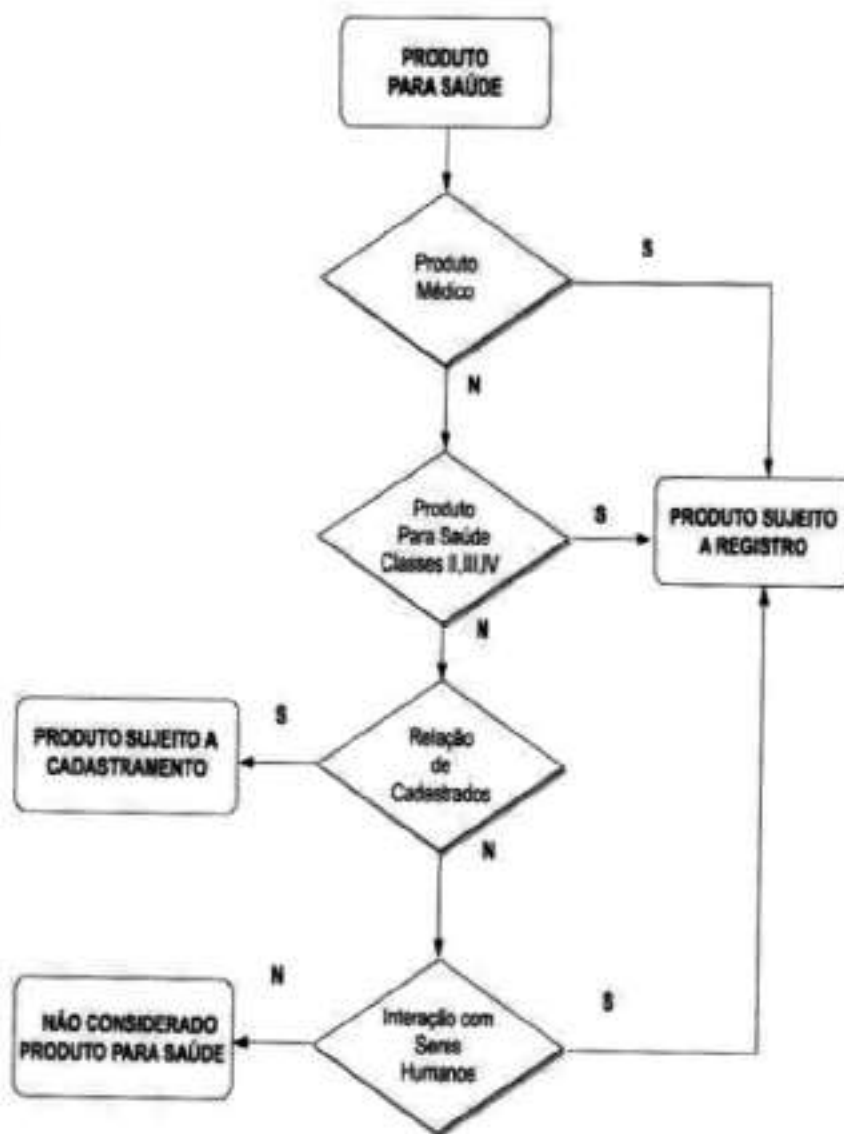 PRODUTO
PARA SAÚDE
Produto
Médico
S
N
Produto
Para Saúde
Classes II,III,IV
S
PRODUTO SUJEITO
A REGISTRO
N
S
PRODUTO SUJEITO A
CADASTRAMENTO
Relação
de
Cadastrados
N
N
NÃO CONSIDERADO
PRODUTO PARA SAÚDE
Interação com
Seres
Humanos
S